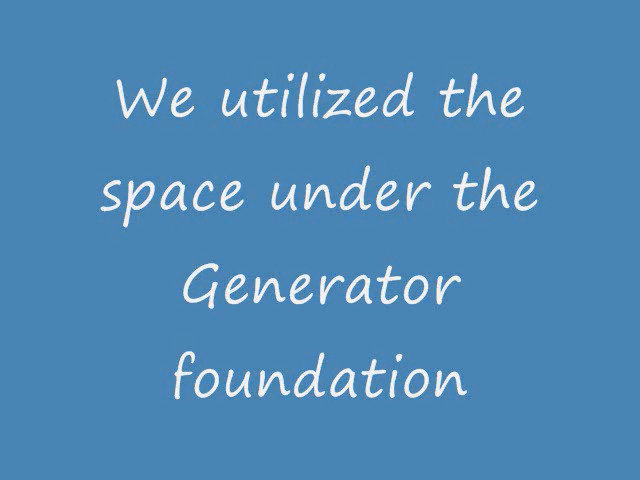 We utilized the
space under the
Generator
foundation